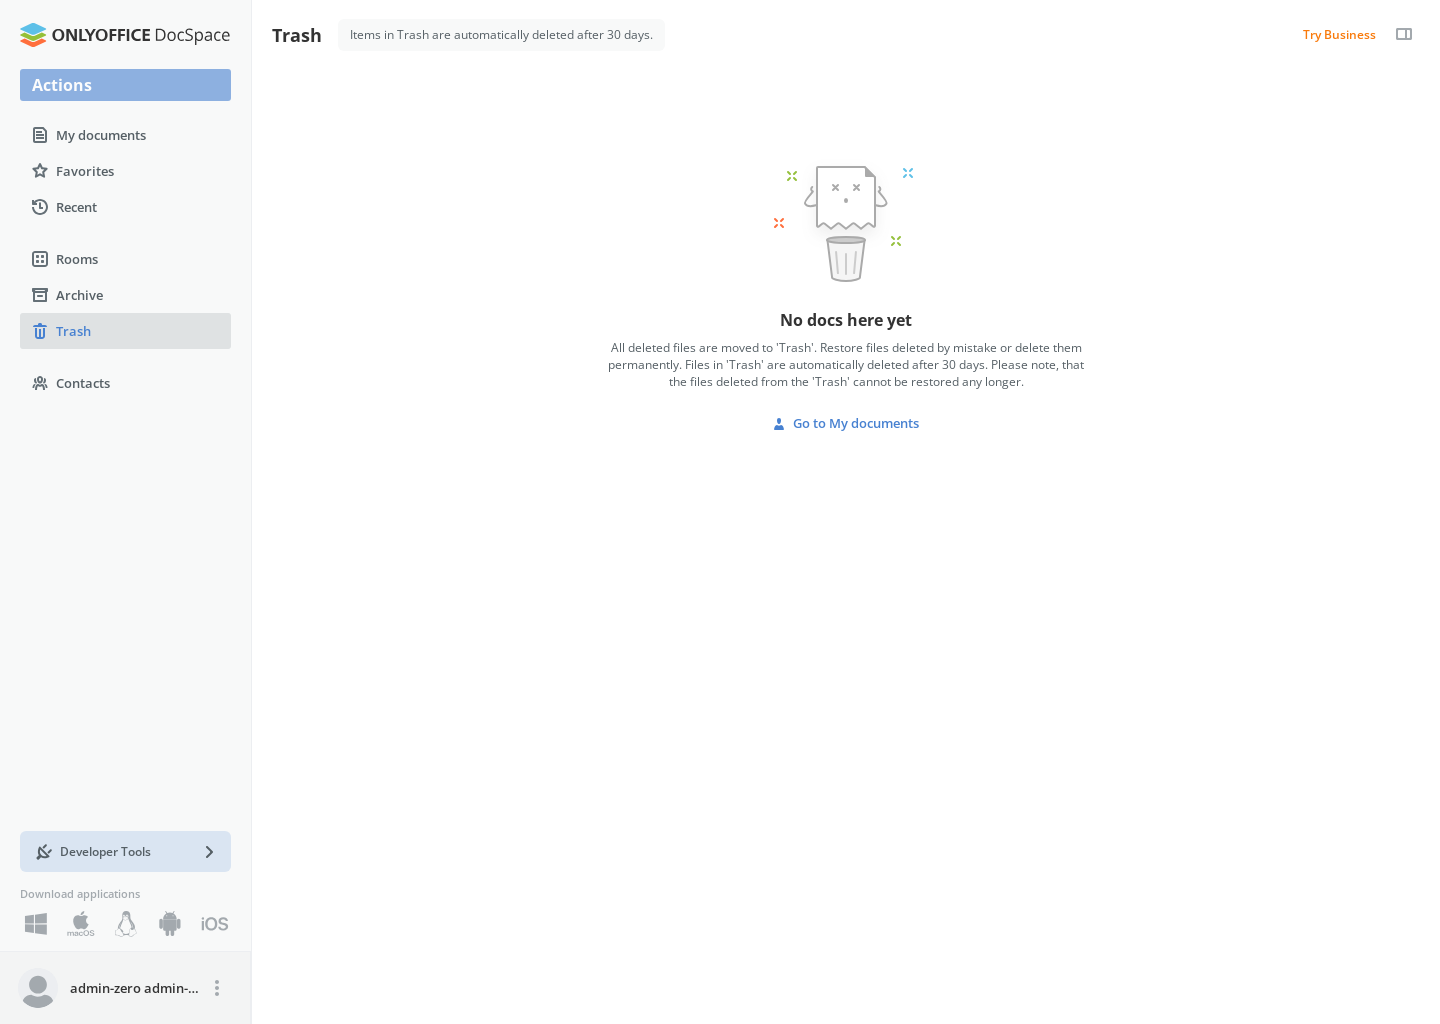 ONLYOFFICE DocSpace
Actions
My documents
Favorites
Recent
Rooms
Archive
Trash
Contacts
Developer Tools
Download applications
macOS
iOS
admin-zero admin-...
Trash
Items in Trash are automatically deleted after 30 days.
Try Business
No docs here yet
All deleted files are moved to 'Trash'. Restore files deleted by mistake or delete them
permanently. Files in 'Trash' are automatically deleted after 30 days. Please note, that
the files deleted from the 'Trash' cannot be restored any longer.
Go to My documents